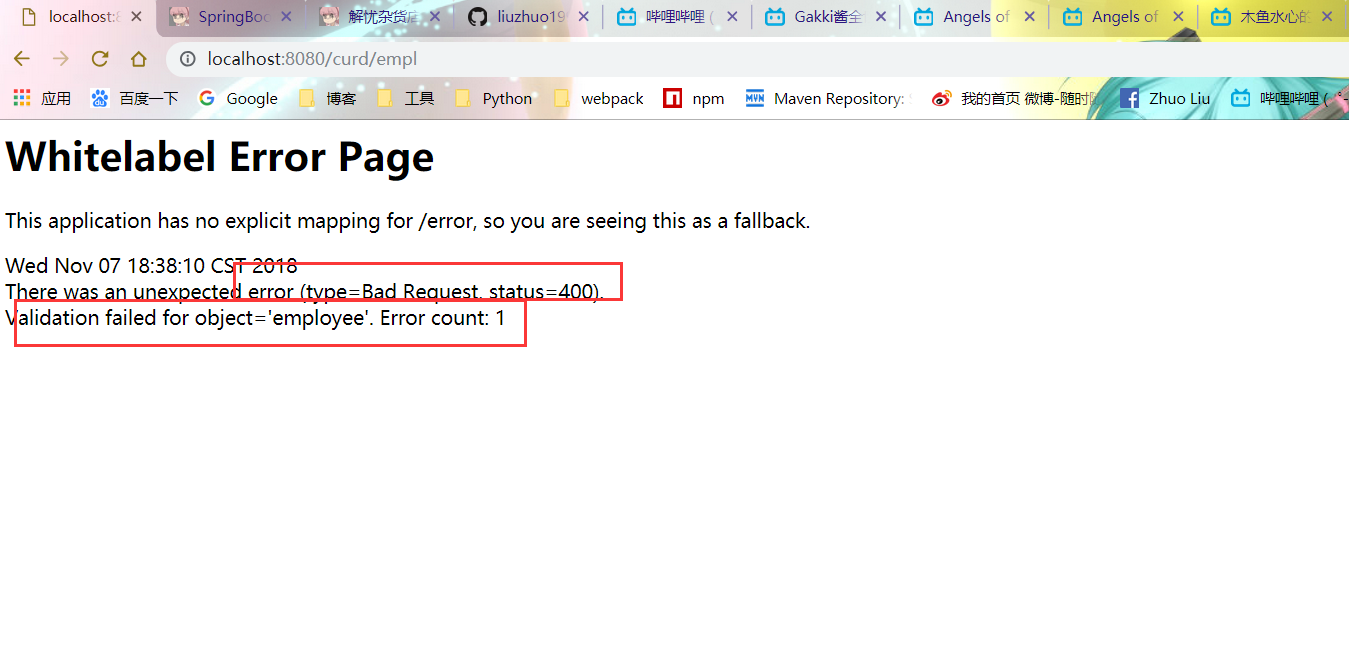 localhost:8 SpringBoo 解忧杂货店 liuzhuo19 哔哩哔哩 ( Gakki酱全 Angels of Angels of 木鱼水心的
localhost:8080/curd/empl
应用 百度一下 Google 博客 工具 Python webpack npm Maven Repository: 我的首页 微博-随时随 Zhuo Liu 哔哩哔哩 (
Whitelabel Error Page
This application has no explicit mapping for /error, so you are seeing this as a fallback.
Wed Nov 07 18:38:10 CST 2018
There was an unexpected error (type=Bad Request, status=400).
Validation failed for object='employee'. Error count: 1